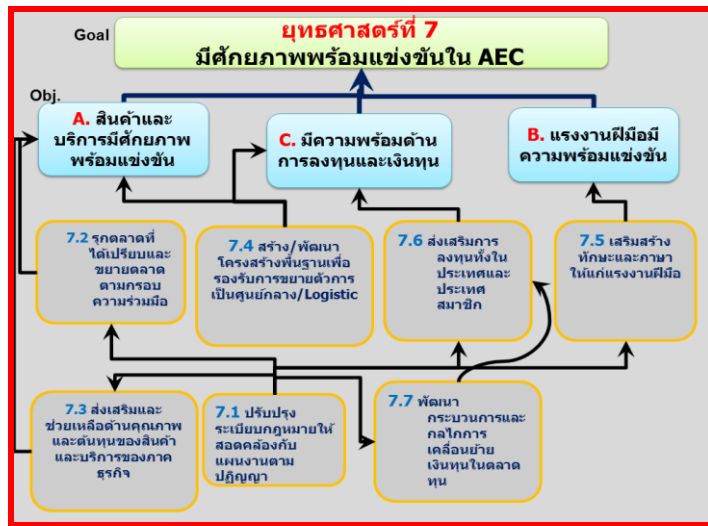 Goal
ยุทธศาสตร์ที่ 7
มีศักยภาพพร้อมแข่งขันใน AEC
Obj.
A. สินค้าและ
บริการมีศักยภาพ
พร้อมแข่งขัน
C. มีความพร้อมด้าน
การลงทุนและเงินทุน
B. แรงงานฝีมือมี
ความพร้อมแข่งขัน
7.2 รุกตลาดที่
ได้เปรียบและ
ขยายตลาด
ตามกรอบ
ความร่วมมือ
7.4 สร้าง/พัฒนา
โครงสร้างพื้นฐานเพื่อ
รองรับการขยายตัวการ
เป็นศูนย์กลาง/Logistic
7.6 ส่งเสริมการ
ลงทุนทั้งใน
ประเทศและ
ประเทศ
สมาชิก
7.5 เสริมสร้าง
ทักษะและภาษา
ให้แก่แรงงานฝีมือ
7.3 ส่งเสริมและ
ช่วยเหลือด้านคุณภาพ
และต้นทุนของสินค้า
และบริการของภาค
ธุรกิจ
7.1 ปรับปรุง
ระเบียบกฎหมายให้
สอดคล้องกับ
แผนงานตาม
ปฏิญญา
7.7 พัฒนา
กระบวนการและ
กลไกการ
เคลื่อนย้าย
เงินทุนในตลาด
ทุน